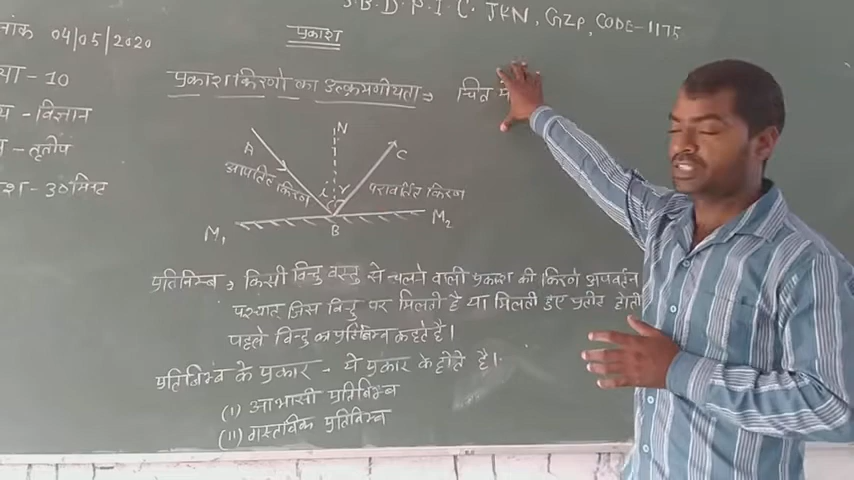 S.B.D.P.I.C. JKN, GZP, CODE-1175
नांक 04/05/2020
प्रकाश
या - 10
प्रकाश किरणों का उत्क्रमणीयता ⇒ चित्र में
य - विज्ञान
- तृतीय
श - 30 मिनट
N
A
C
आपतित किरण
i r
परावर्तित किरण
M₁
B
M₂
प्रतिबिम्ब ⇒ किसी बिन्दु वस्तु से चलने वाली प्रकाश की किरणे अपवर्तन
पश्चात जिस बिन्दु पर मिलती है या मिलती हुए प्रतीत होती
पहले बिन्दु का प्रतिबिम्ब कहते है।
प्रतिबिम्ब के प्रकार - ये प्रकार के होते है।
(I) आभासी प्रतिबिम्ब
(II) वास्तविक प्रतिबिम्ब